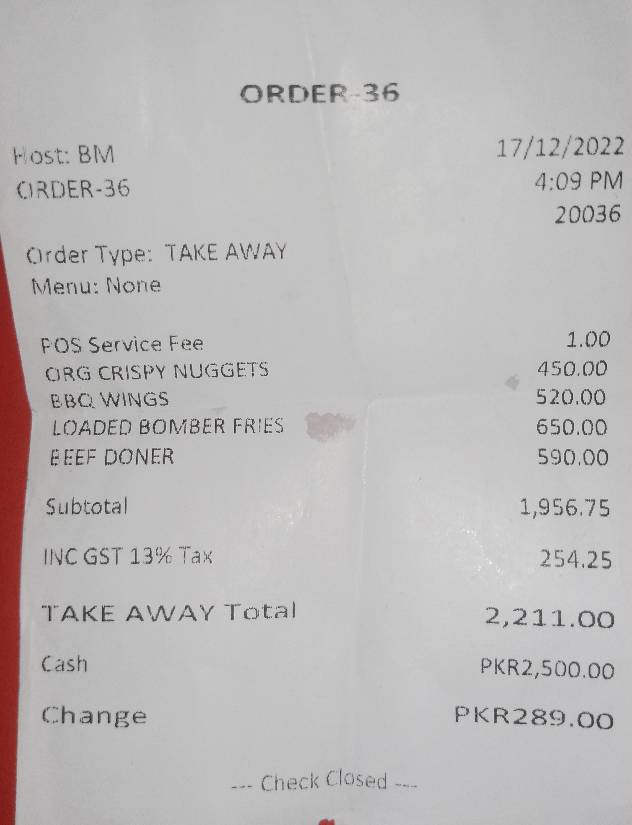 ORDER-36
Host: BM 17/12/2022
ORDER-36 4:09 PM
20036
Order Type: TAKE AWAY
Menu: None
POS Service Fee 1.00
ORG CRISPY NUGGETS 450.00
BBQ WINGS 520.00
LOADED BOMBER FRIES 650.00
BEEF DONER 590.00
Subtotal 1,956.75
INC GST 13% Tax 254.25
TAKE AWAY Total 2,211.00
Cash PKR2,500.00
Change PKR289.00
--- Check Closed ---